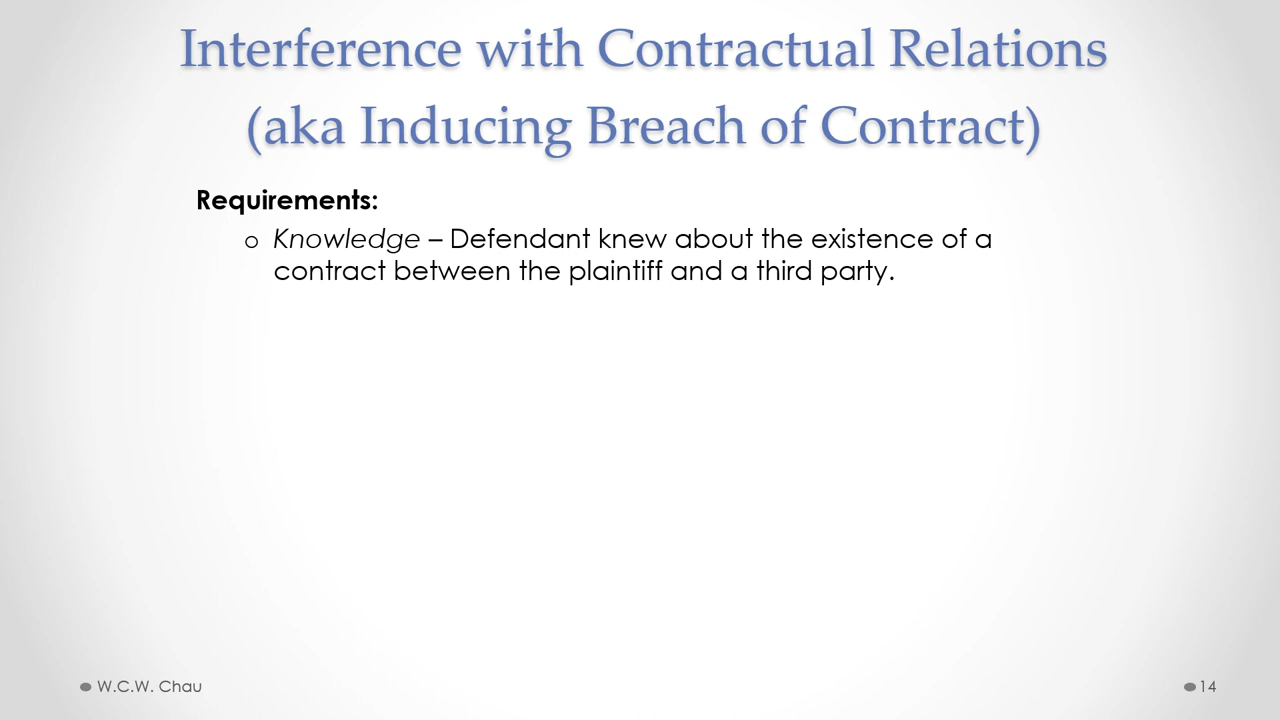 Interference with Contractual Relations
(aka Inducing Breach of Contract)
Requirements:
o Knowledge – Defendant knew about the existence of a
contract between the plaintiff and a third party.
W.C.W. Chau
14